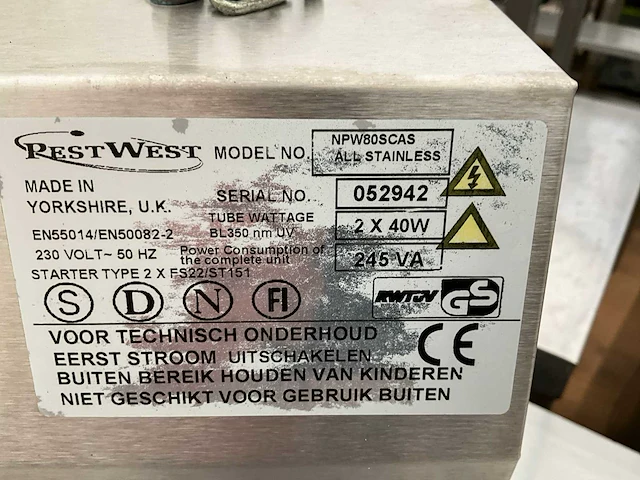 PESTWEST
MODEL NO.
NPW80SCAS
ALL STAINLESS
MADE IN
YORKSHIRE, U.K.
SERIAL NO.
052942
EN55014/EN50082-2
TUBE WATTAGE
BL350 nm UV
2 X 40W
230 VOLT~ 50 HZ
Power Consumption of
the complete unit
245 VA
STARTER TYPE 2 X FS22/ST151
S D N FI
RWTÜV GS
CE
VOOR TECHNISCH ONDERHOUD
EERST STROOM UITSCHAKELEN
BUITEN BEREIK HOUDEN VAN KINDEREN
NIET GESCHIKT VOOR GEBRUIK BUITEN